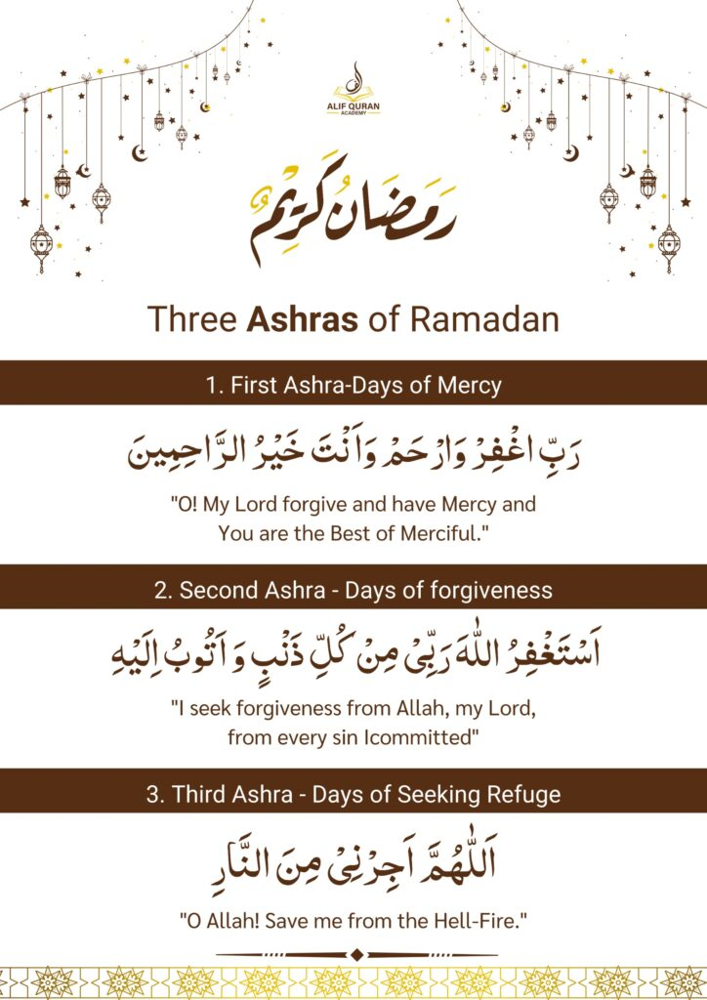 ALIF QURAN
ACADEMY
رَمَضَانُ كَرِيْمٌ
Three Ashras of Ramadan
1. First Ashra-Days of Mercy
رَبِّ اغْفِرْ وَارْحَمْ وَاَنْتَ خَيْرُ الرَّاحِمِينَ
"O! My Lord forgive and have Mercy and
You are the Best of Merciful."
2. Second Ashra - Days of forgiveness
اَسْتَغْفِرُ اللّٰهَ رَبِّىْ مِنْ كُلِّ ذَنْبٍ وَ اَتُوبُ اِلَيْهِ
"I seek forgiveness from Allah, my Lord,
from every sin Icommitted"
3. Third Ashra - Days of Seeking Refuge
اَللّٰهُمَّ اَجِرْنِىْ مِنَ النَّارِ
"O Allah! Save me from the Hell-Fire."